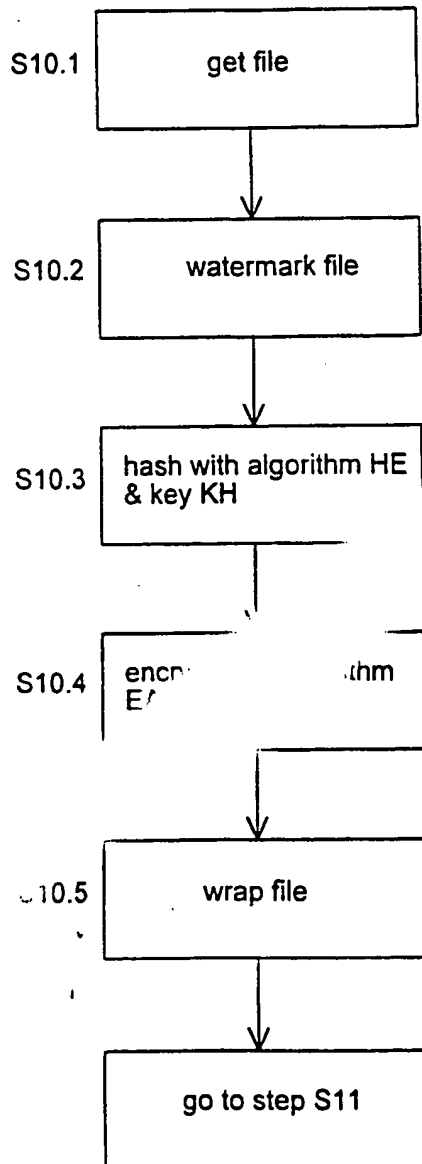 S10.1
get file
S10.2
watermark file
S10.3
hash with algorithm HE
& key KH
S10.4
wrap file
go to step S11